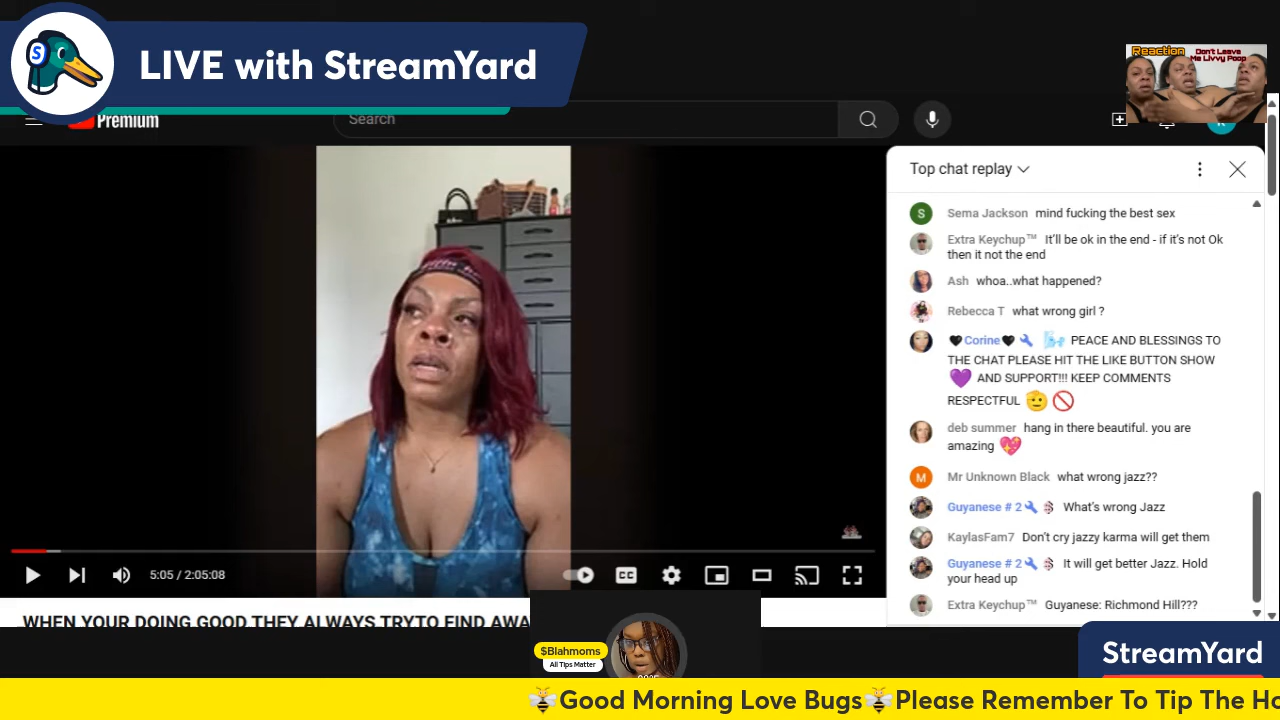 LIVE with StreamYard
S
Reaction
Don't Leave
Me Livvy Poop
Premium
Search
Top chat replay
S Sema Jackson mind fucking the best sex
Extra Keychup™ It'll be ok in the end - if it's not Ok
then it not the end
Ash whoa..what happened?
Rebecca T what wrong girl ?
🖤Corine🖤 🔧 🌬️ PEACE AND BLESSINGS TO
THE CHAT PLEASE HIT THE LIKE BUTTON SHOW
💜 AND SUPPORT!!! KEEP COMMENTS
RESPECTFUL 🫡 🚫
deb summer hang in there beautiful. you are
amazing 💖
M Mr Unknown Black what wrong jazz??
Guyanese # 2 🔧 What's wrong Jazz
KaylasFam7 Don't cry jazzy karma will get them
Guyanese # 2 🔧 It will get better Jazz. Hold
your head up
Extra Keychup™ Guyanese: Richmond Hill???
5:05 / 2:05:08
CC
WHEN YOUR DOING GOOD THEY ALWAYS TRYTO FIND AWA
$Blahmoms
All Tips Matter
StreamYard
🐝Good Morning Love Bugs🐝Please Remember To Tip The Ho